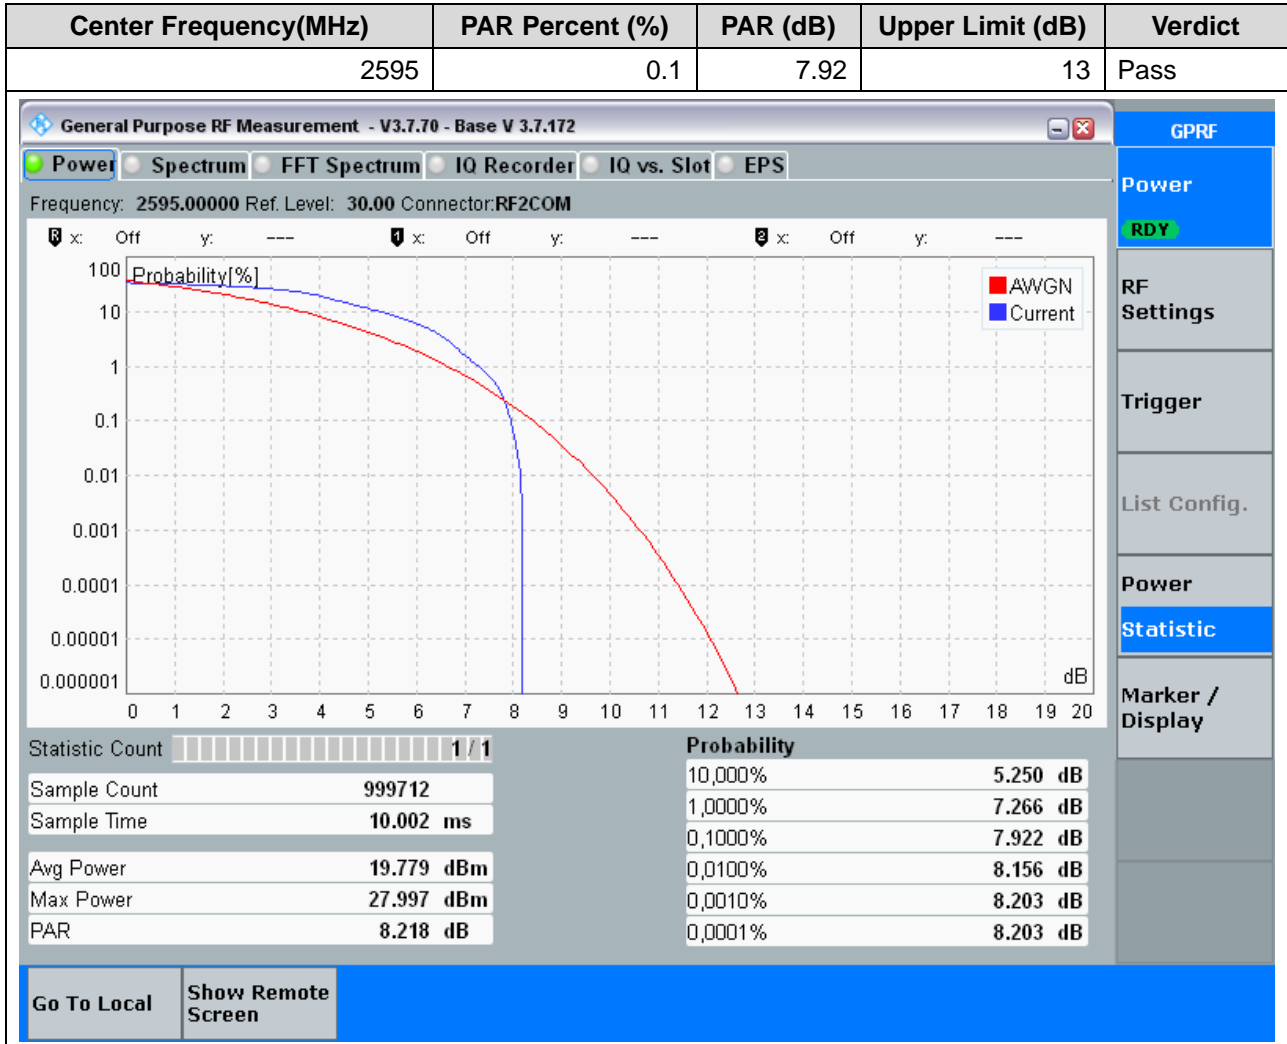 Center Frequency(MHz) PAR Percent (%) PAR (dB) Upper Limit (dB) Verdict
2595 0.1 7.92 13 Pass
General Purpose RF Measurement - V3.7.70 - Base V 3.7.172
GPRF
Power Spectrum FFT Spectrum IQ Recorder IQ vs. Slot EPS
Frequency: 2595.00000 Ref. Level: 30.00 Connector:RF2COM
R x: Off y: --- 1 x: Off y: --- 2 x: Off y: ---
Probability[%]
AWGN
Current
100
10
1
0.1
0.01
0.001
0.0001
0.00001
0.000001
dB
0 1 2 3 4 5 6 7 8 9 10 11 12 13 14 15 16 17 18 19 20
Statistic Count 1 / 1
Sample Count 999712
Sample Time 10.002 ms
Avg Power 19.779 dBm
Max Power 27.997 dBm
PAR 8.218 dB
Probability
10,000% 5.250 dB
1,0000% 7.266 dB
0,1000% 7.922 dB
0,0100% 8.156 dB
0,0010% 8.203 dB
0,0001% 8.203 dB
Power
RDY
RF
Settings
Trigger
List Config.
Power
Statistic
Marker /
Display
Go To Local
Show Remote
Screen